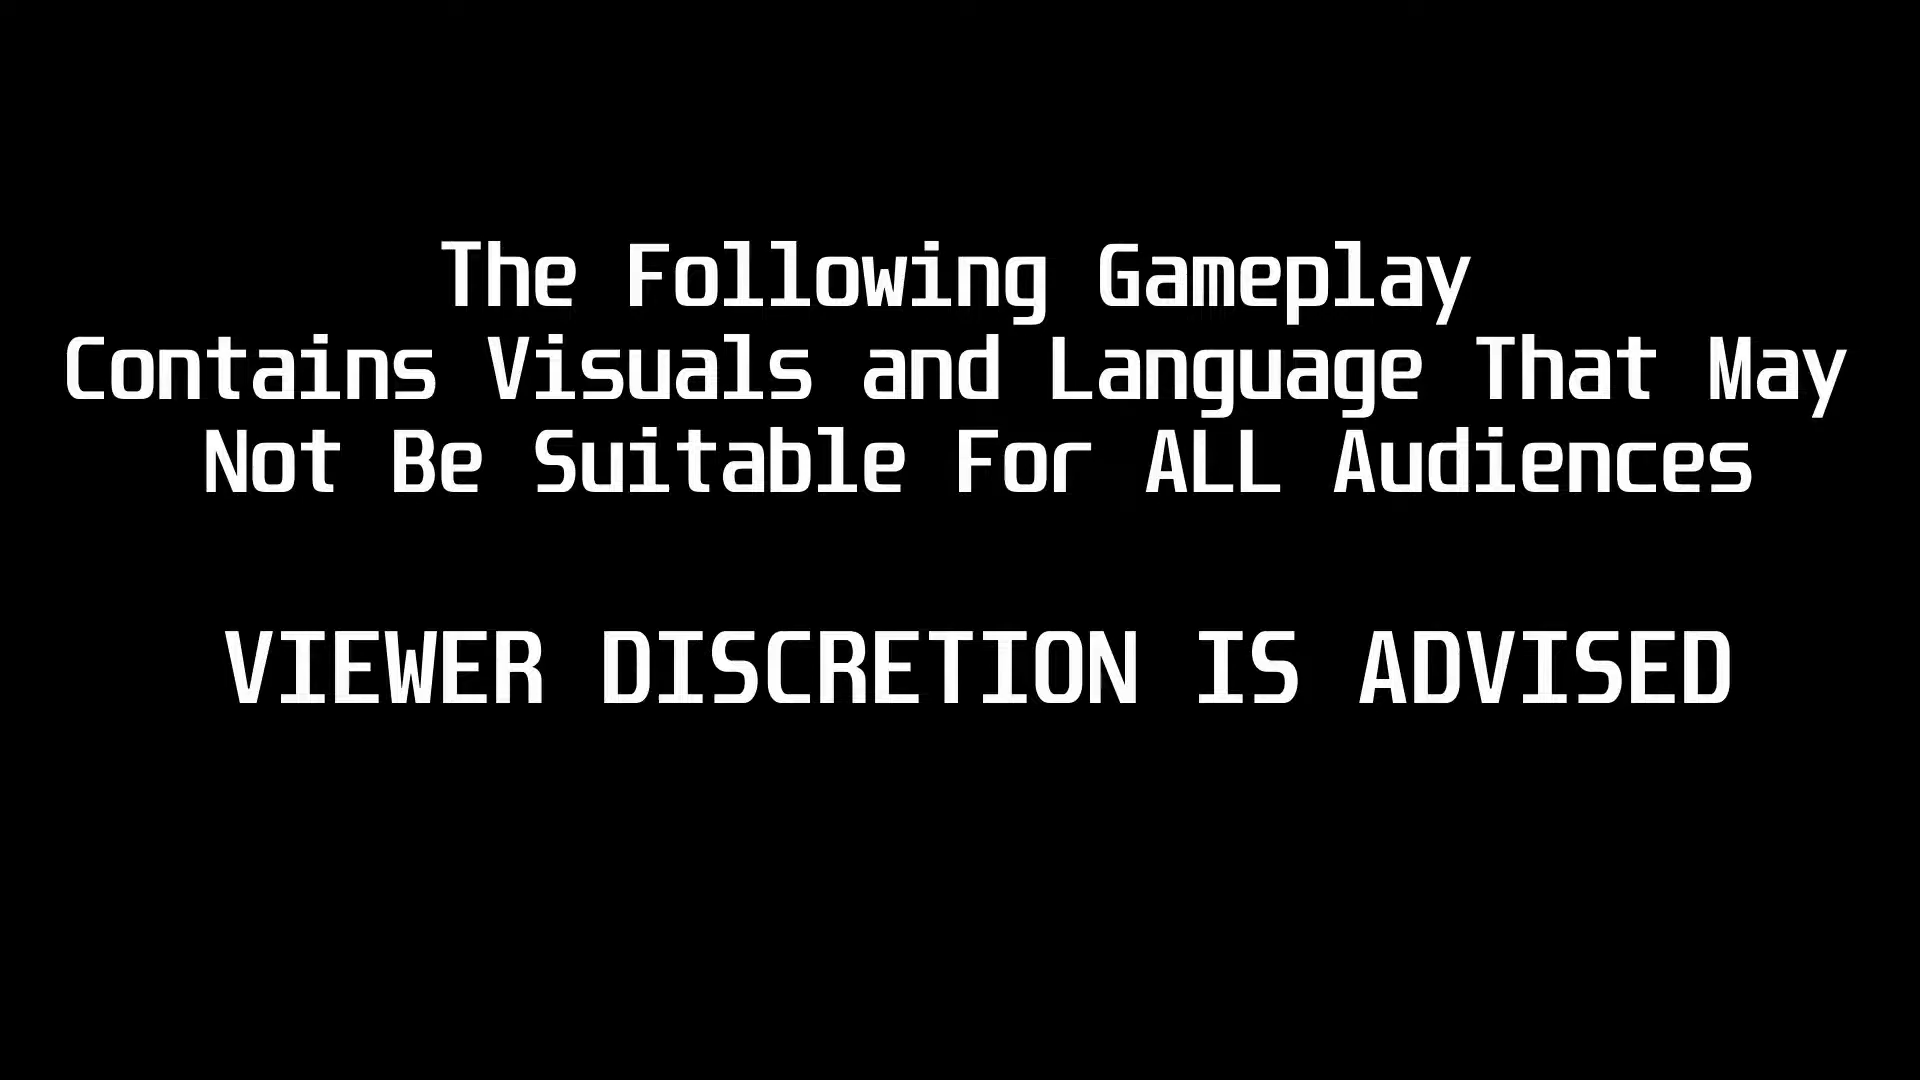 The Following Gameplay
Contains Visuals and Language That May
Not Be Suitable For ALL Audiences
VIEWER DISCRETION IS ADVISED